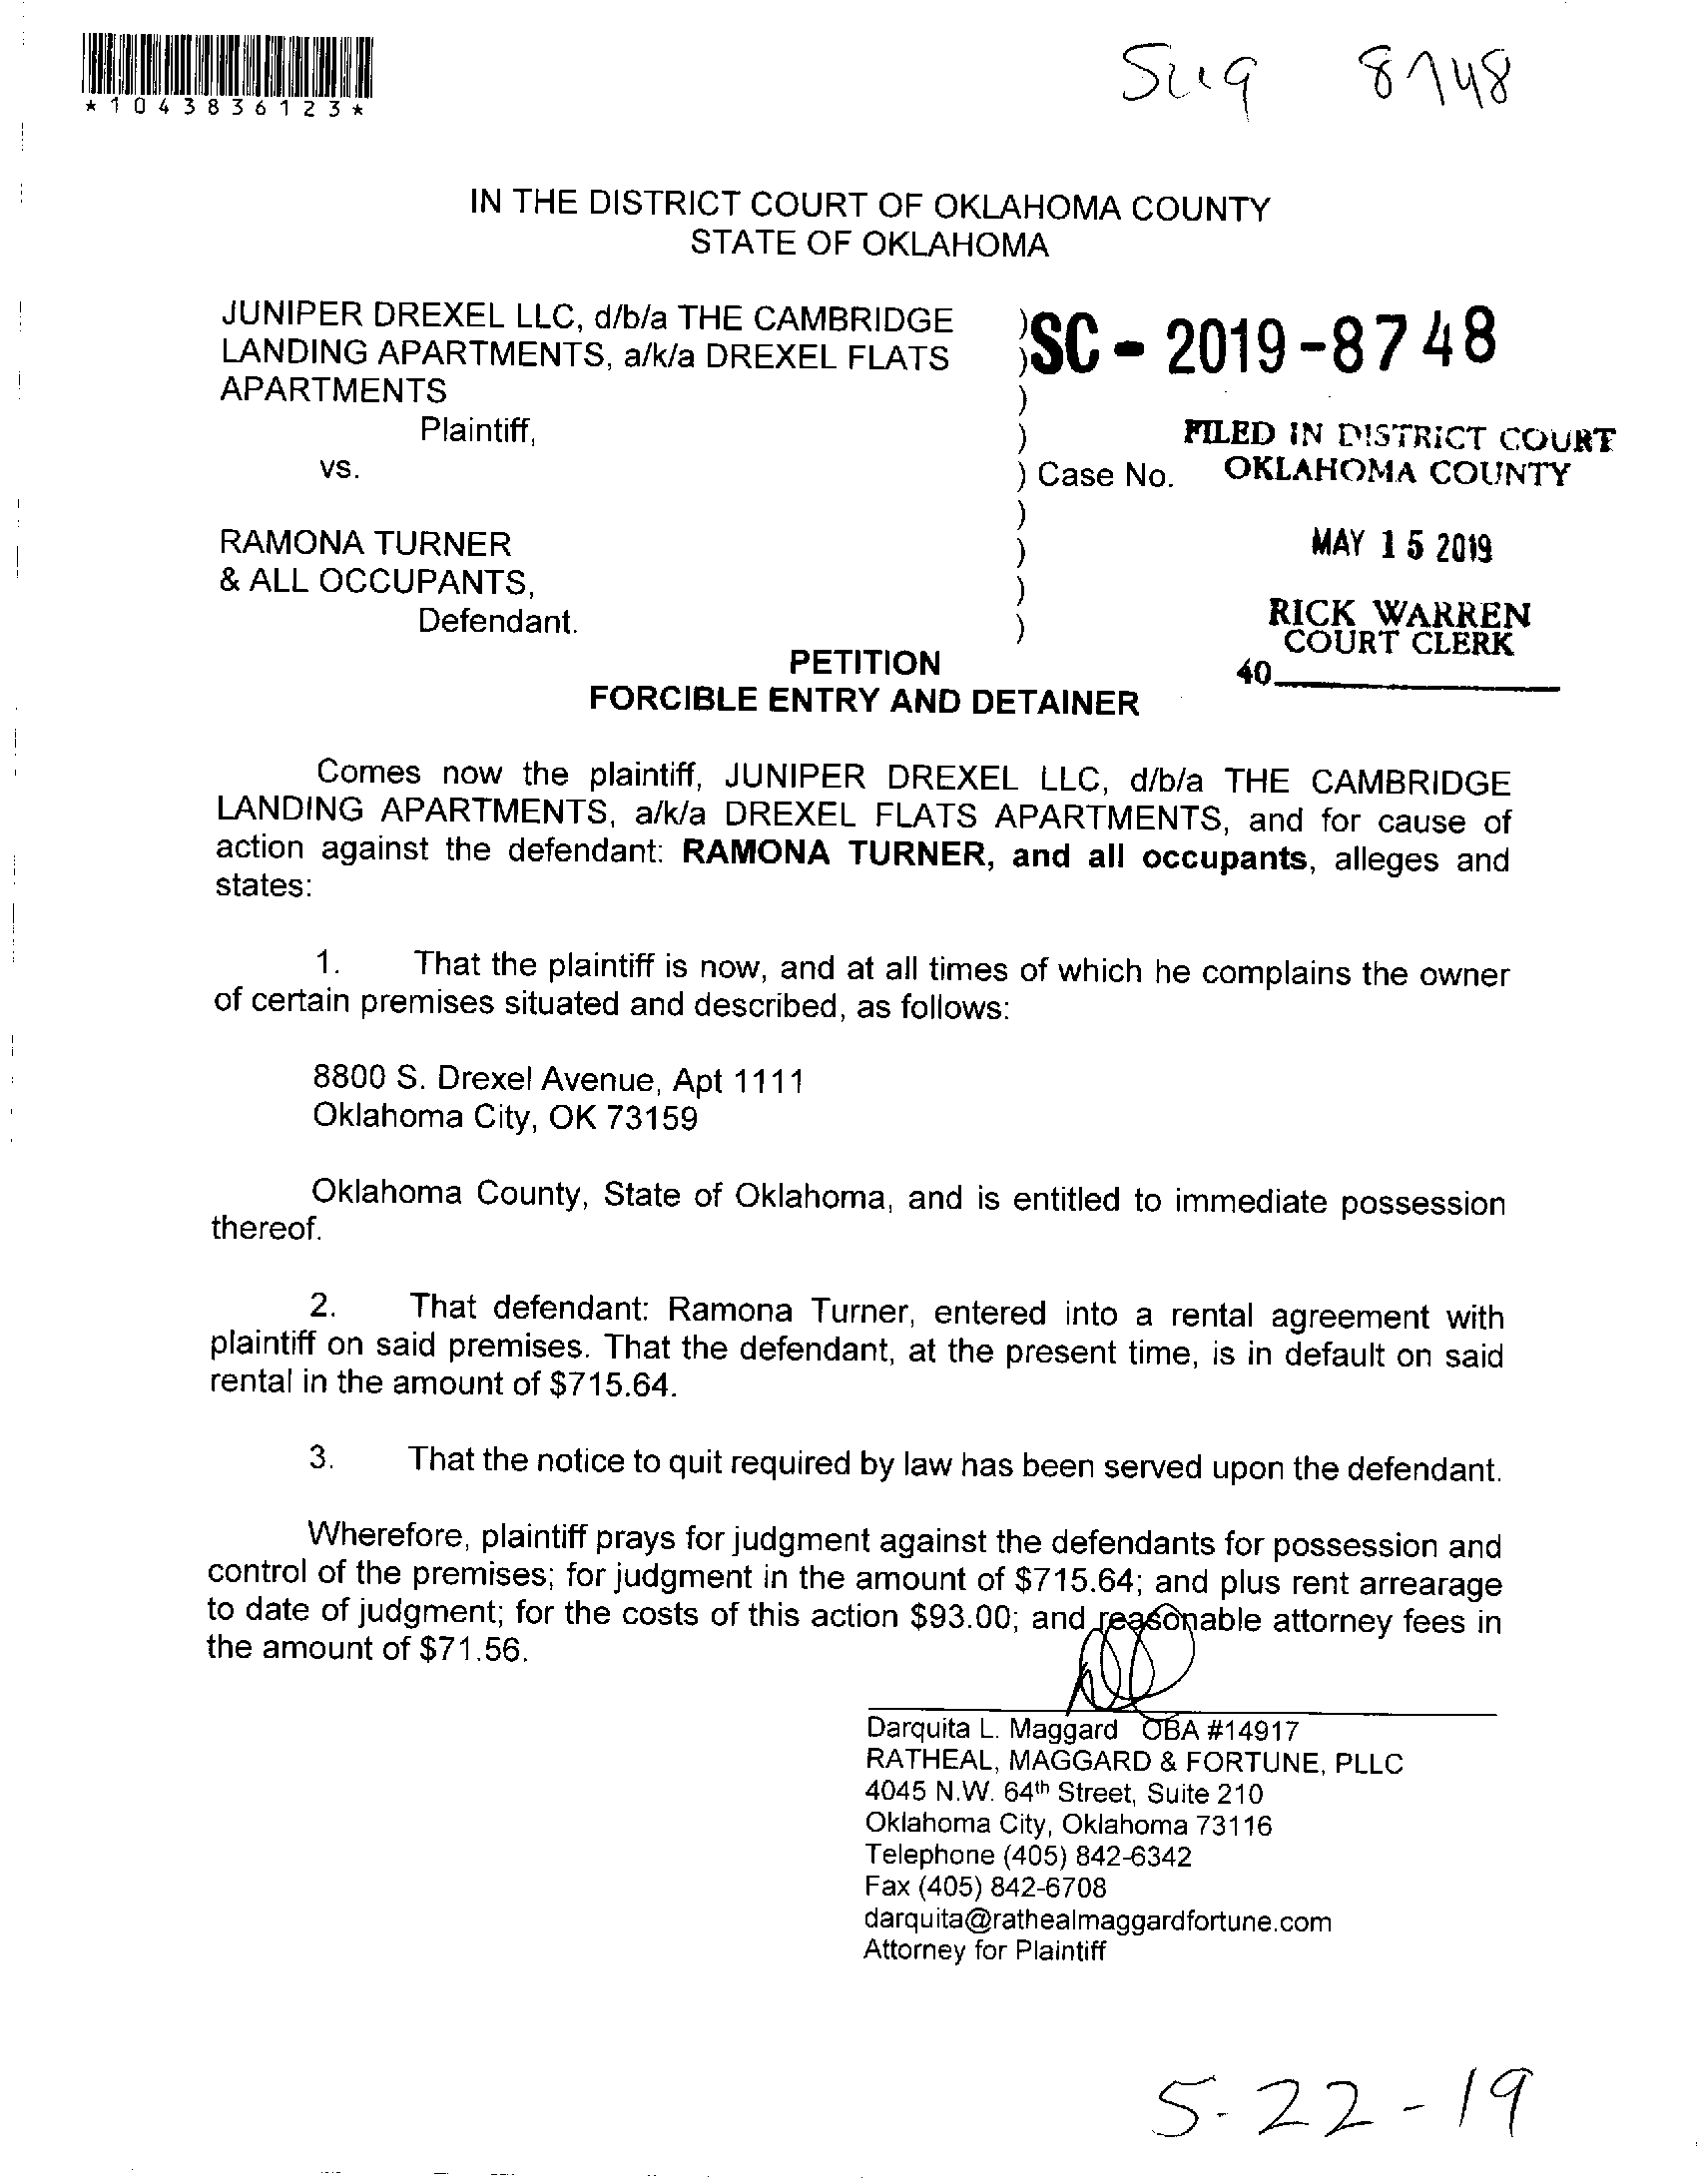 *1043836123*
SC19 8748
IN THE DISTRICT COURT OF OKLAHOMA COUNTY
STATE OF OKLAHOMA
JUNIPER DREXEL LLC, d/b/a THE CAMBRIDGE
LANDING APARTMENTS, a/k/a DREXEL FLATS
APARTMENTS
Plaintiff,
vs.
RAMONA TURNER
& ALL OCCUPANTS,
Defendant.
)
)
)
)
) Case No.
)
)
)
)
SC - 2019-8748
FILED IN DISTRICT COURT
OKLAHOMA COUNTY
MAY 15 2019
RICK WARREN
COURT CLERK
40
PETITION
FORCIBLE ENTRY AND DETAINER
Comes now the plaintiff, JUNIPER DREXEL LLC, d/b/a THE CAMBRIDGE
LANDING APARTMENTS, a/k/a DREXEL FLATS APARTMENTS, and for cause of
action against the defendant: RAMONA TURNER, and all occupants, alleges and
states:
1. That the plaintiff is now, and at all times of which he complains the owner
of certain premises situated and described, as follows:
8800 S. Drexel Avenue, Apt 1111
Oklahoma City, OK 73159
Oklahoma County, State of Oklahoma, and is entitled to immediate possession
thereof.
2. That defendant: Ramona Turner, entered into a rental agreement with
plaintiff on said premises. That the defendant, at the present time, is in default on said
rental in the amount of $715.64.
3. That the notice to quit required by law has been served upon the defendant.
Wherefore, plaintiff prays for judgment against the defendants for possession and
control of the premises; for judgment in the amount of $715.64; and plus rent arrearage
to date of judgment; for the costs of this action $93.00; and reasonable attorney fees in
the amount of $71.56.
Darquita L. Maggard OBA #14917
RATHEAL, MAGGARD & FORTUNE, PLLC
4045 N.W. 64th Street, Suite 210
Oklahoma City, Oklahoma 73116
Telephone (405) 842-6342
Fax (405) 842-6708
darquita@rathealmaggardfortune.com
Attorney for Plaintiff
5-22-19